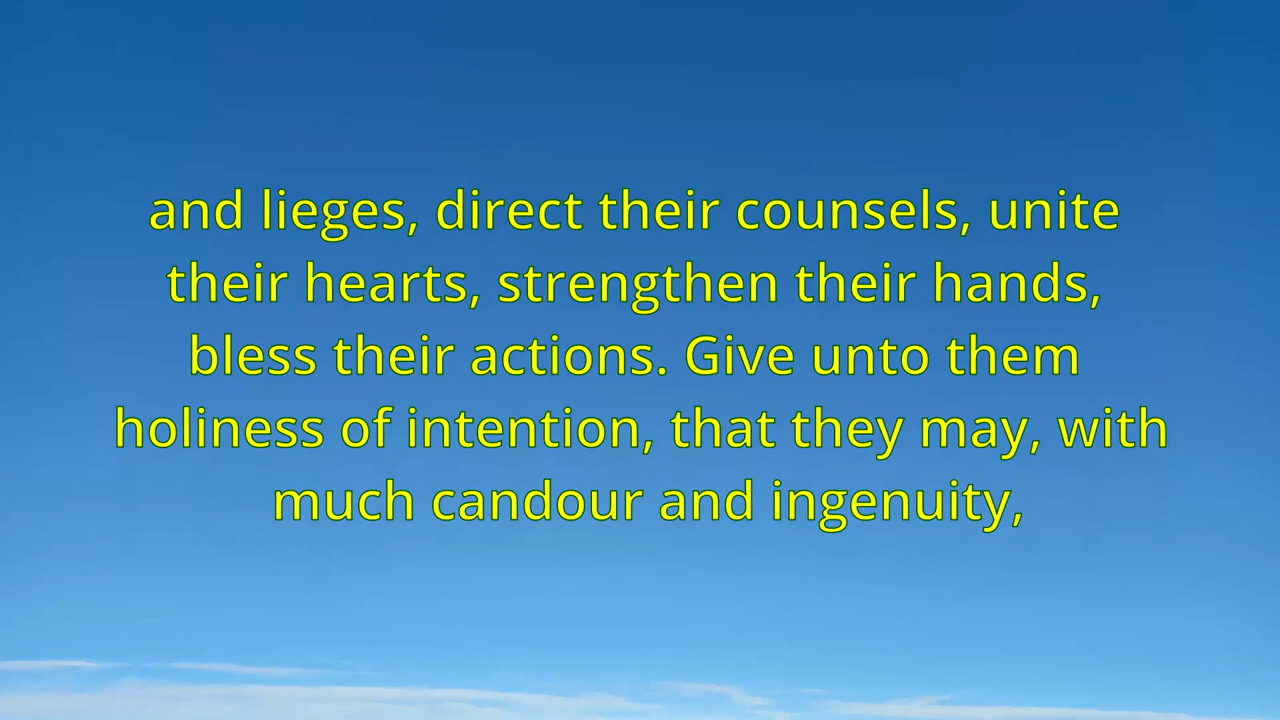 and lieges, direct their counsels, unite
their hearts, strengthen their hands,
bless their actions. Give unto them
holiness of intention, that they may, with
much candour and ingenuity,